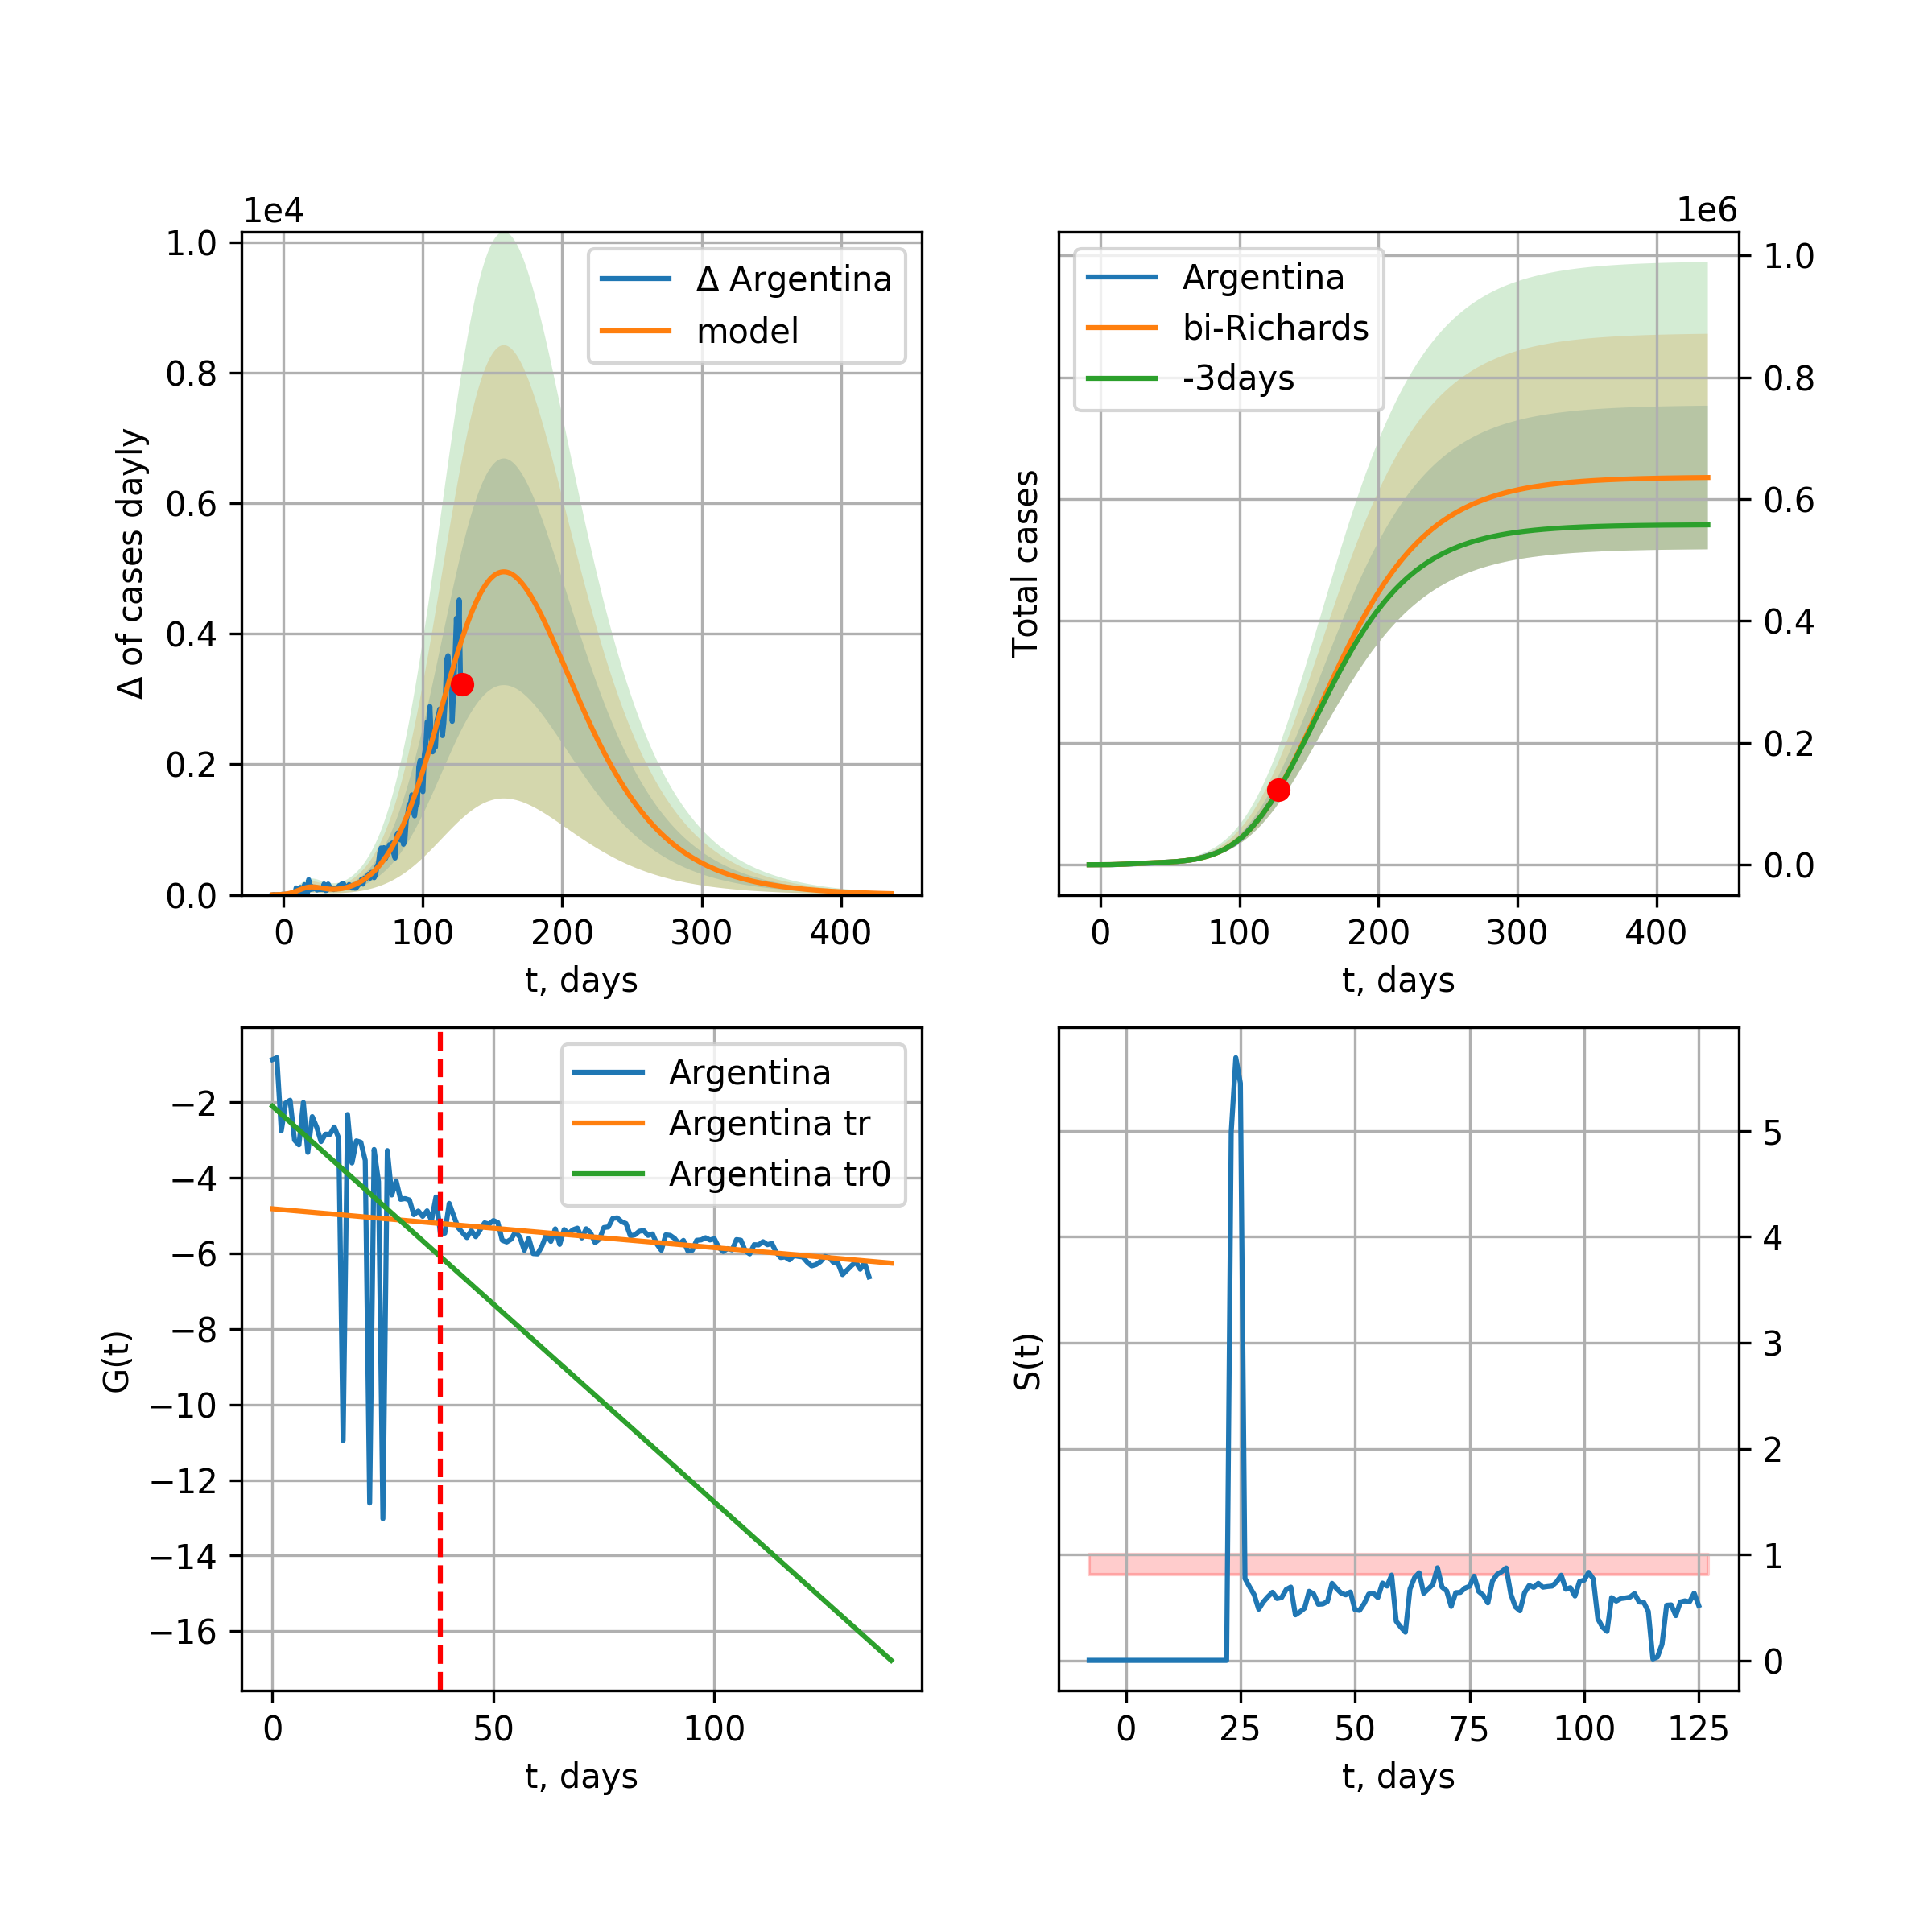 1e4
1.0
0.8
0.6
0.4
0.2
0.0
Δ of cases dayly
Δ Argentina
model
0 100 200 300 400
t, days
1e6
Argentina
bi-Richards
-3days
Total cases
1.0
0.8
0.6
0.4
0.2
0.0
0 100 200 300 400
t, days
−2
−4
−6
−8
−10
−12
−14
−16
G(t)
Argentina
Argentina tr
Argentina tr0
0 50 100
t, days
S(t)
5
4
3
2
1
0
0 25 50 75 100 125
t, days